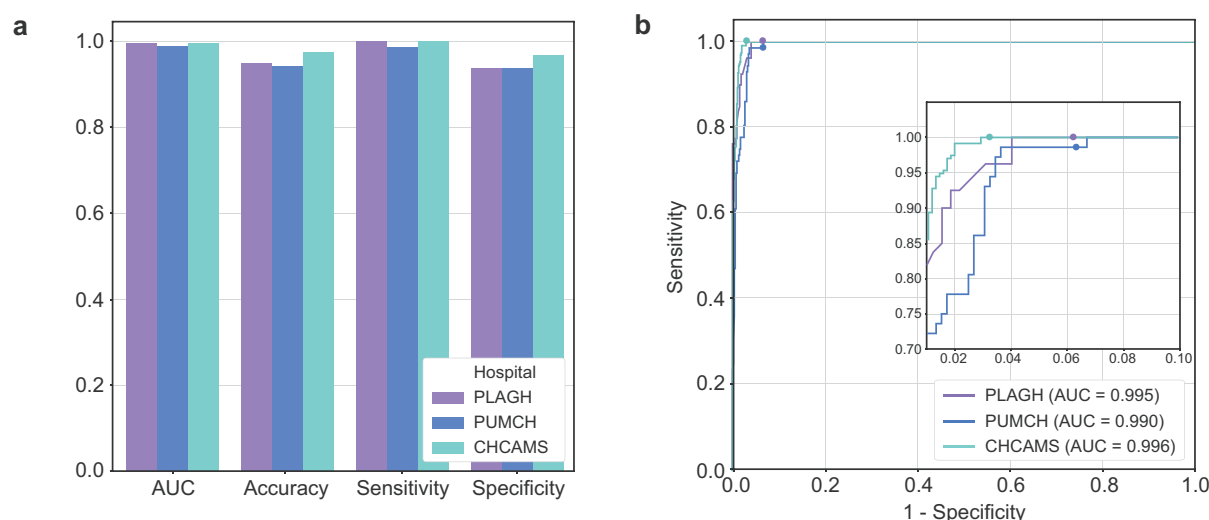 a
1.0
0.8
0.6
0.4
0.2
0.0
AUC
Accuracy
Sensitivity
Specificity
Hospital
PLAGH
PUMCH
CHCAMS
b
Sensitivity
1.0
0.8
0.6
0.4
0.2
0.0
0.0
0.2
0.4
0.6
0.8
1.0
1 - Specificity
1.00
0.95
0.90
0.85
0.80
0.75
0.70
0.02
0.04
0.06
0.08
0.10
PLAGH (AUC = 0.995)
PUMCH (AUC = 0.990)
CHCAMS (AUC = 0.996)